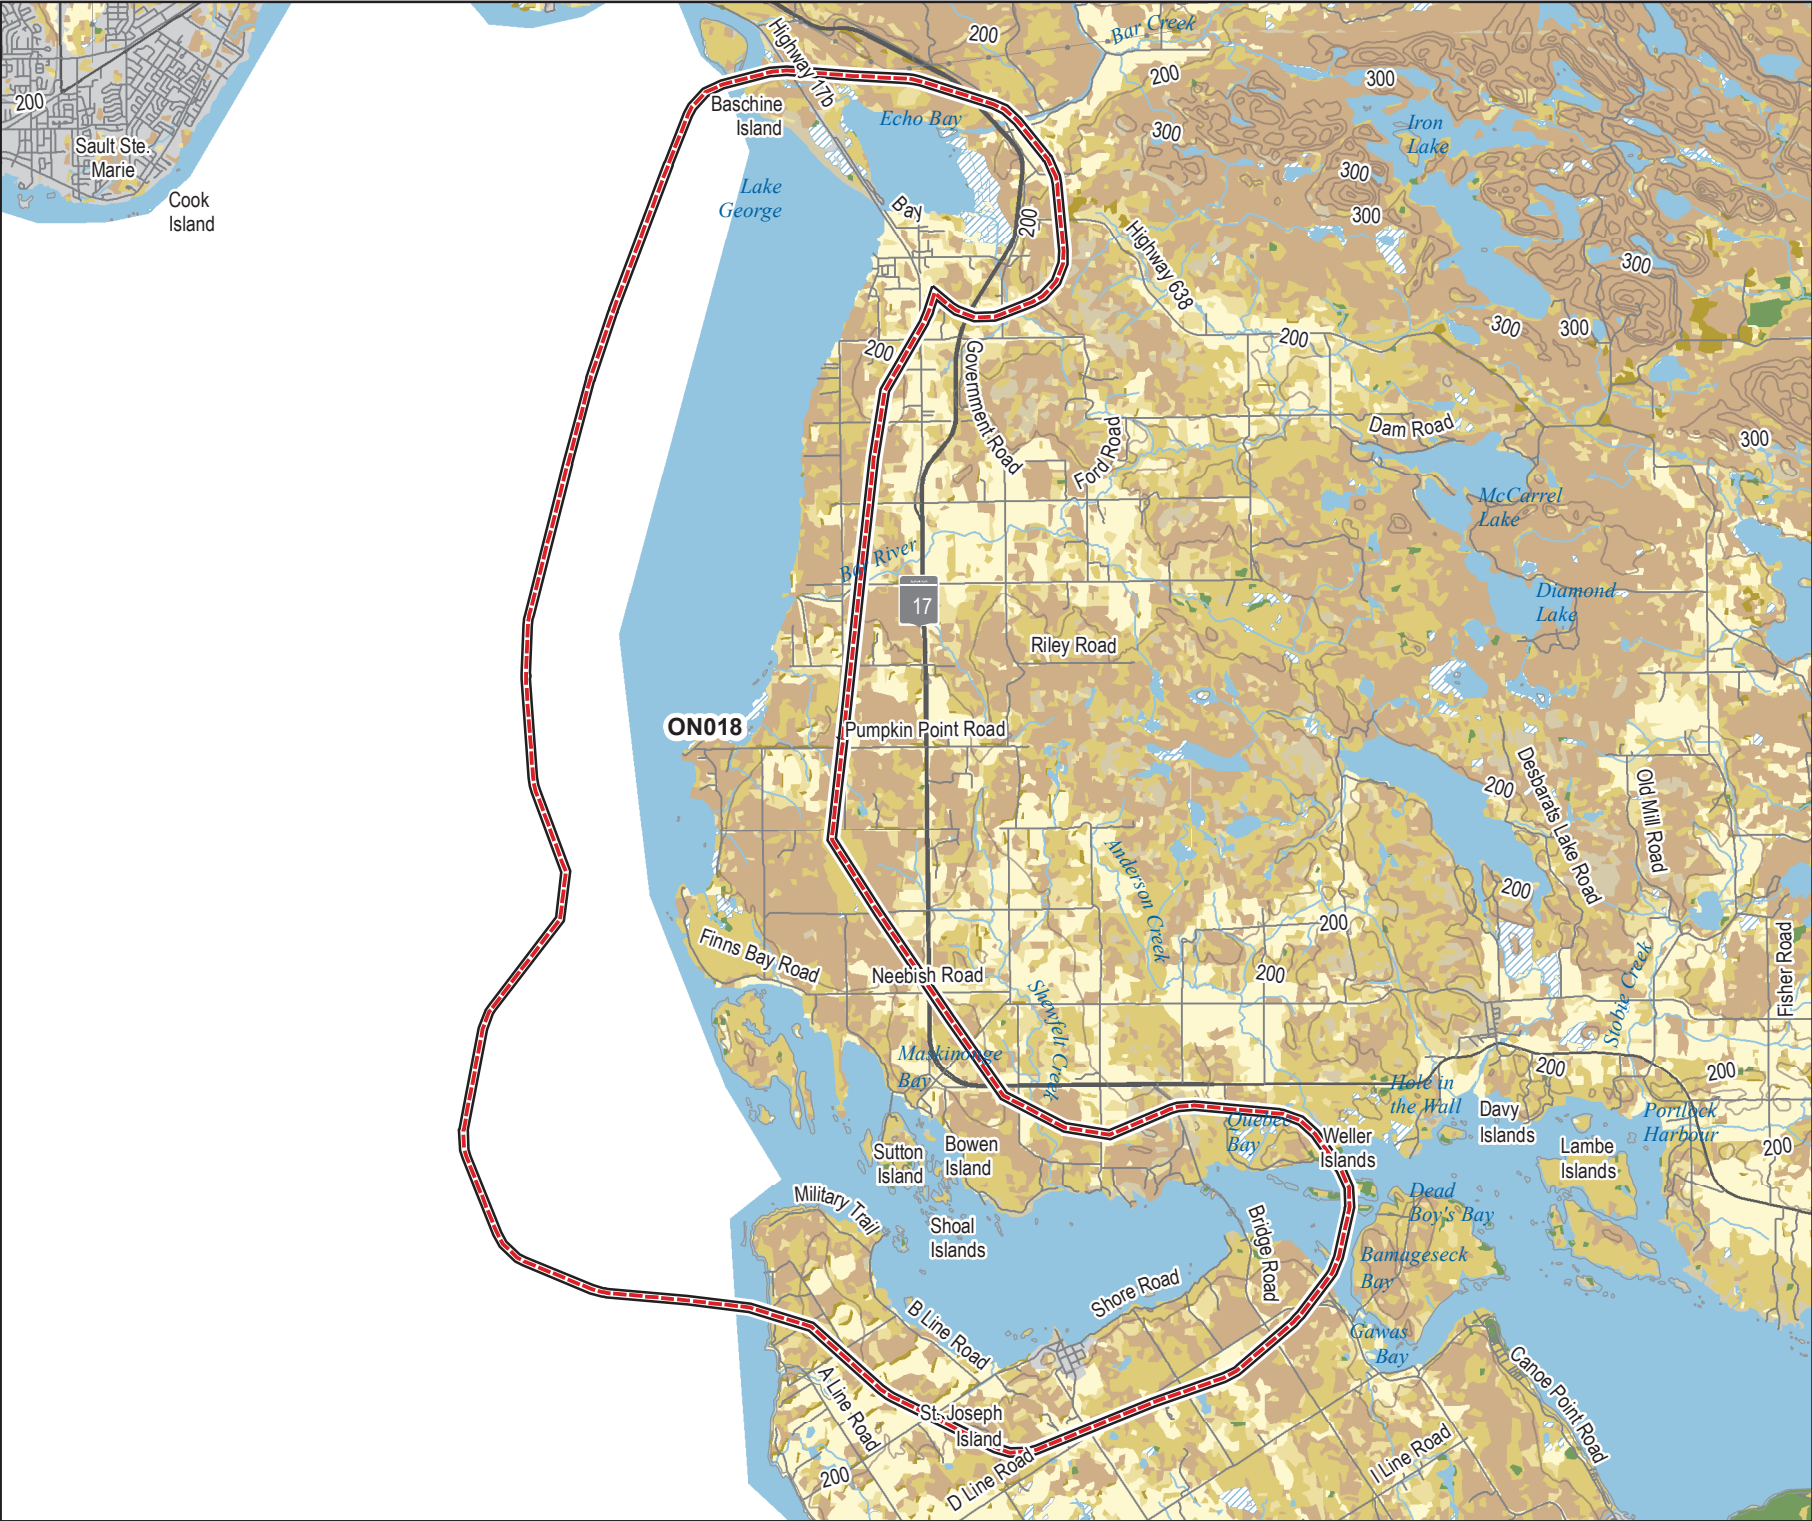 Bar Creek
200
Highway 17b
200
300
200
Baschine
Island
Echo Bay
300
Iron
Lake
Sault Ste.
Marie
300
Lake
George
Cook
Island
Bay
200
300
Highway 638
300
200
300
300
200
Government Road
Dam Road
300
Ford Road
McCarrel
Lake
Bar River
17
Diamond
Lake
Riley Road
ON018
Pumpkin Point Road
200
Desbarats Lake Road
Old Mill Road
Anderson Creek
200
200
Finns Bay Road
Neebish Road
200
Fisher Road
Stobie Creek
Shewfelt Creek
Maskinonge
Bay
200
200
Hole in
the Wall
Davy
Islands
Portlock
Harbour
Quebec
Bay
Weller
Islands
Lambe
Islands
200
Sutton
Island
Bowen
Island
Military Trail
Dead
Boy's Bay
Shoal
Islands
Bridge Road
Bamageseck
Bay
Shore Road
B Line Road
Gawas
Bay
Canoe Point Road
A Line Road
St. Joseph
Island
I Line Road
200
D Line Road